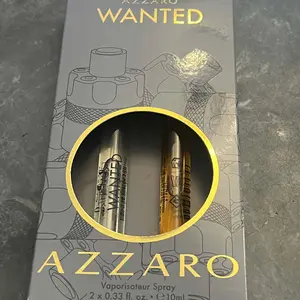 AZZARO
WANTED
WANTED
AZZARO
Vaporisateur Spray
2 x 0.33 fl. oz. • ℮10ml